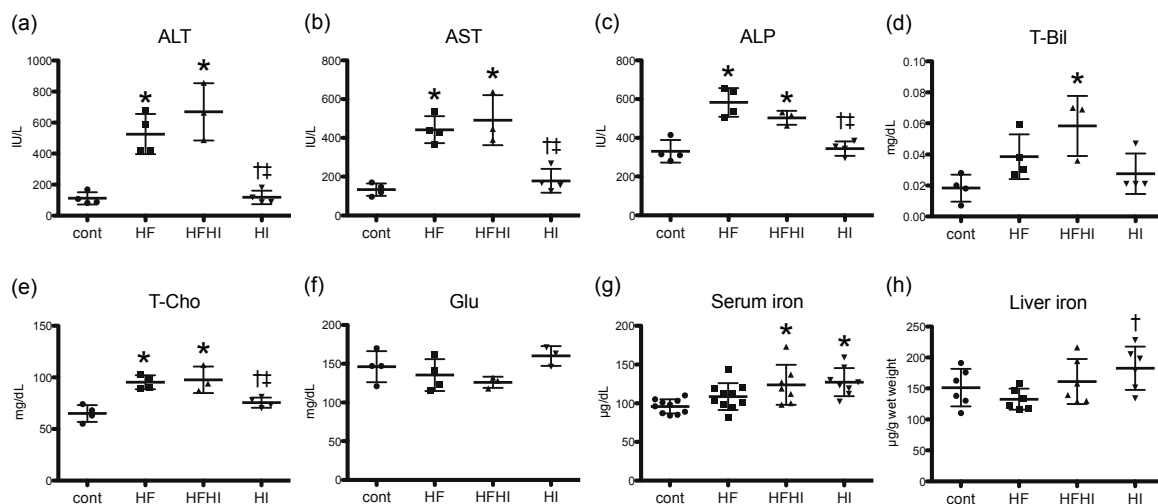 (a) ALT
1000
800
600
400
200
0
IU/L
*
*
†‡
cont HF HFHI HI
(b) AST
800
600
400
200
0
IU/L
*
*
†‡
cont HF HFHI HI
(c) ALP
800
600
400
200
0
IU/L
*
*
†‡
cont HF HFHI HI
(d) T-Bil
0.10
0.08
0.06
0.04
0.02
0.00
mg/dL
*
cont HF HFHI HI
(e) T-Cho
150
100
50
0
mg/dL
*
*
†‡
cont HF HFHI HI
(f) Glu
200
150
100
50
0
mg/dL
cont HF HFHI HI
(g) Serum iron
200
150
100
50
0
µg/dL
*
*
cont HF HFHI HI
(h) Liver iron
250
200
150
100
50
0
µg/g wet weight
†
cont HF HFHI HI